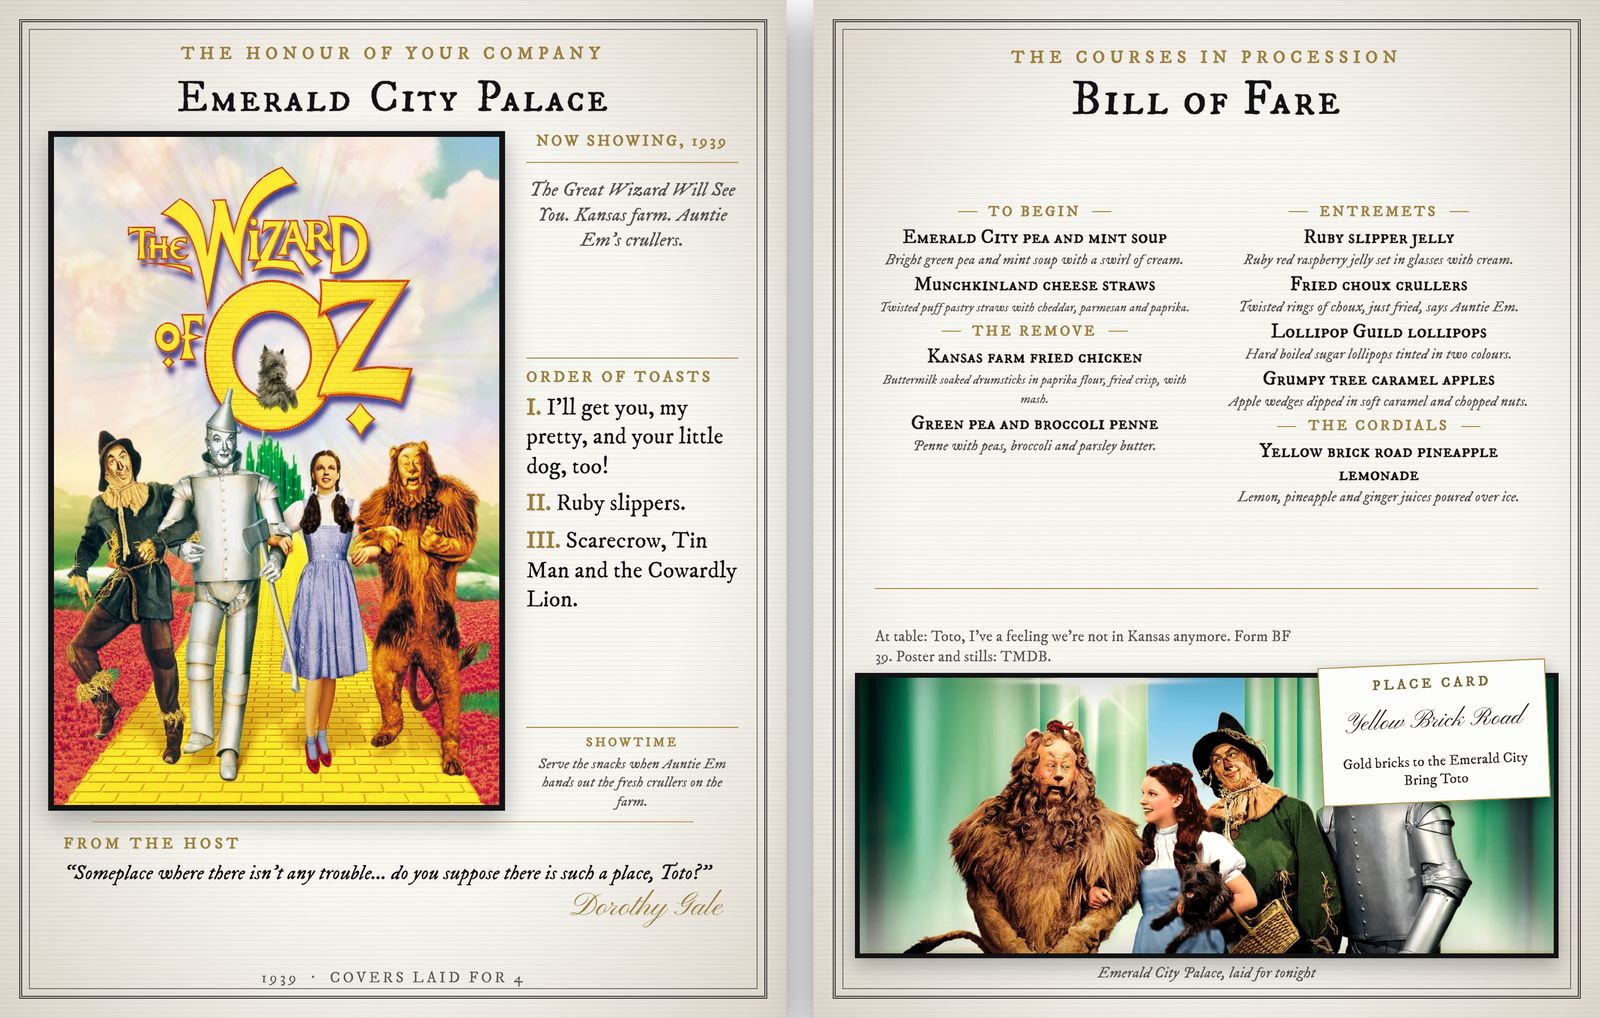 THE HONOUR OF YOUR COMPANY
Emerald City Palace
THE WIZARD
OF OZ
NOW SHOWING, 1939
The Great Wizard Will See
You. Kansas farm. Auntie
Em's crullers.
ORDER OF TOASTS
I. I'll get you, my
pretty, and your little
dog, too!
II. Ruby slippers.
III. Scarecrow, Tin
Man and the Cowardly
Lion.
SHOWTIME
Serve the snacks when Auntie Em
hands out the fresh crullers on the
farm.
FROM THE HOST
“Someplace where there isn't any trouble... do you suppose there is such a place, Toto?”
Dorothy Gale
1939 · COVERS LAID FOR 4
THE COURSES IN PROCESSION
Bill of Fare
— TO BEGIN —
Emerald City pea and mint soup
Bright green pea and mint soup with a swirl of cream.
Munchkinland cheese straws
Twisted puff pastry straws with cheddar, parmesan and paprika.
— THE REMOVE —
Kansas farm fried chicken
Buttermilk soaked drumsticks in paprika flour, fried crisp, with
mash.
Green pea and broccoli penne
Penne with peas, broccoli and parsley butter.
— ENTREMETS —
Ruby slipper jelly
Ruby red raspberry jelly set in glasses with cream.
Fried choux crullers
Twisted rings of choux, just fried, says Auntie Em.
Lollipop Guild lollipops
Hard boiled sugar lollipops tinted in two colours.
Grumpy tree caramel apples
Apple wedges dipped in soft caramel and chopped nuts.
— THE CORDIALS —
Yellow brick road pineapple
lemonade
Lemon, pineapple and ginger juices poured over ice.
At table: Toto, I've a feeling we're not in Kansas anymore. Form BF
39. Poster and stills: TMDB.
PLACE CARD
Yellow Brick Road
Gold bricks to the Emerald City
Bring Toto
Emerald City Palace, laid for tonight